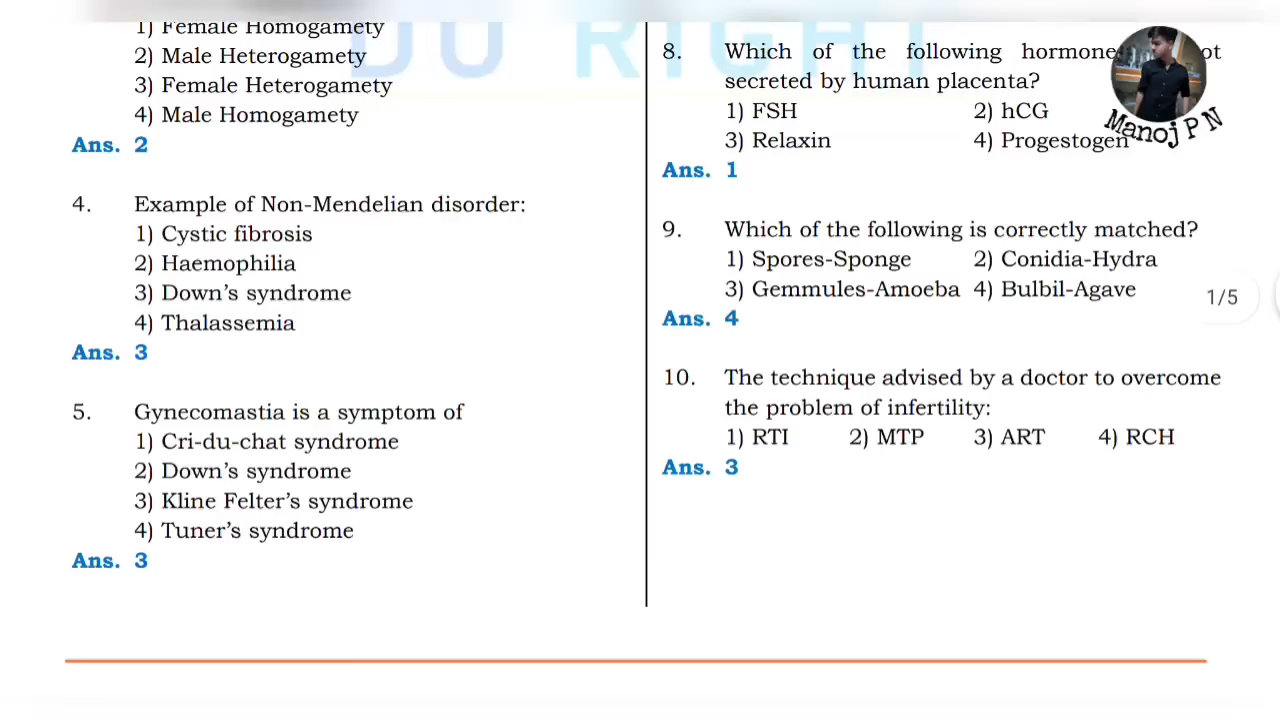 1) Female Homogamety
2) Male Heterogamety
3) Female Heterogamety
4) Male Homogamety
Ans. 2
4. Example of Non-Mendelian disorder:
1) Cystic fibrosis
2) Haemophilia
3) Down's syndrome
4) Thalassemia
Ans. 3
5. Gynecomastia is a symptom of
1) Cri-du-chat syndrome
2) Down's syndrome
3) Kline Felter's syndrome
4) Tuner's syndrome
Ans. 3
DU RIGHT
8. Which of the following hormone
secreted by human placenta?
1) FSH 2) hCG
3) Relaxin 4) Progestogen
Ans. 1
9. Which of the following is correctly matched?
1) Spores-Sponge 2) Conidia-Hydra
3) Gemmules-Amoeba 4) Bulbil-Agave
Ans. 4
10. The technique advised by a doctor to overcome
the problem of infertility:
1) RTI 2) MTP 3) ART 4) RCH
Ans. 3
Manoj P N
1/5